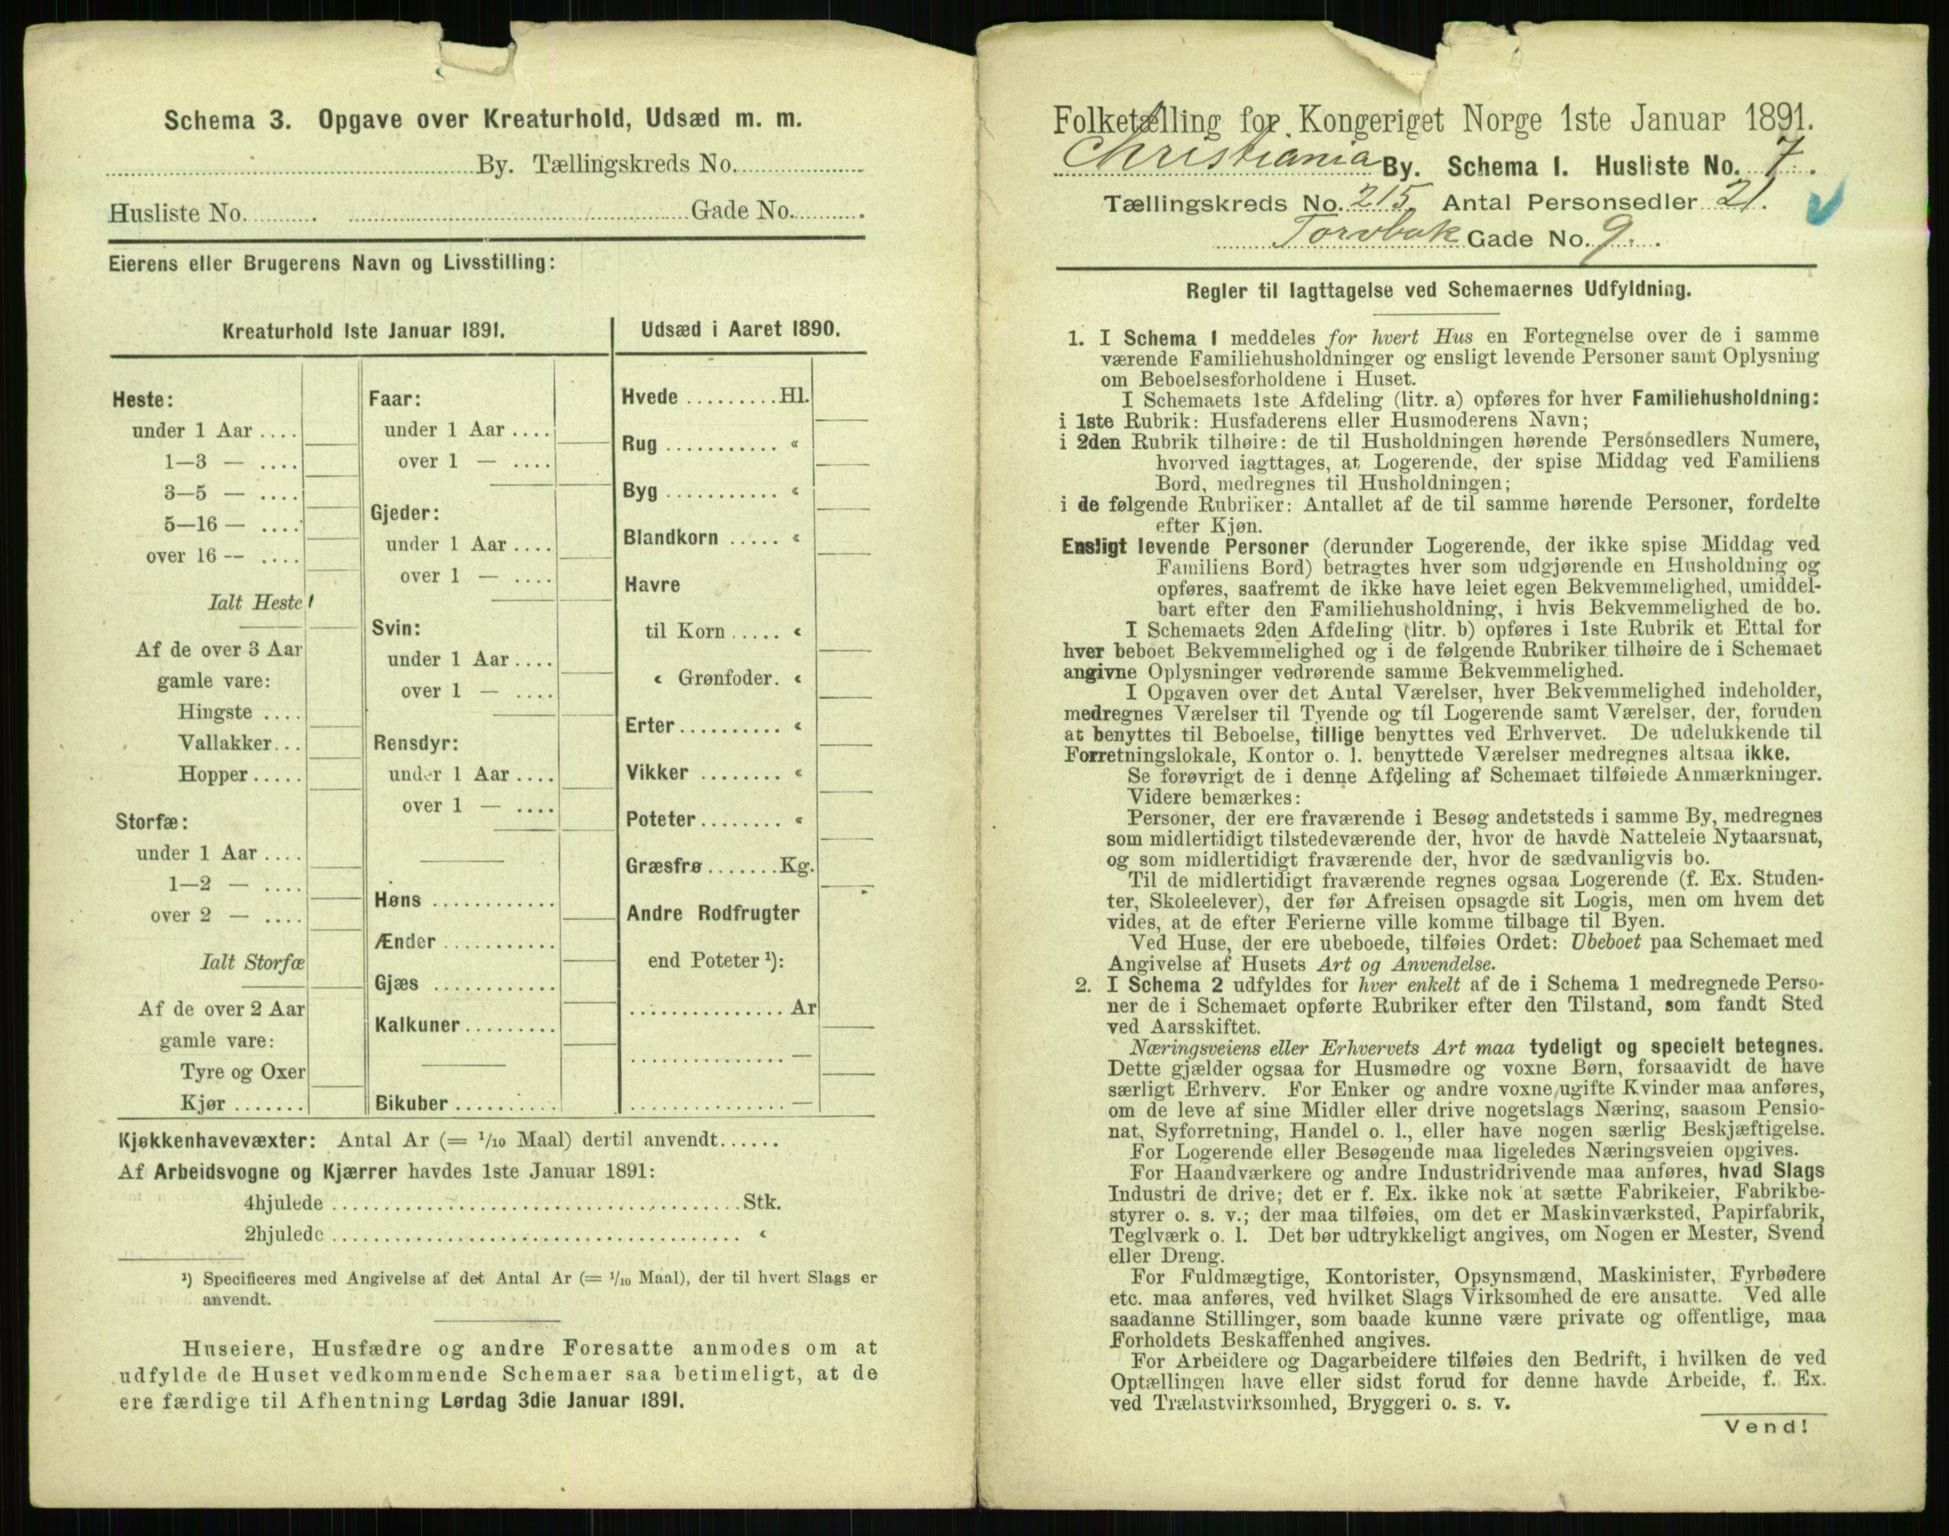 Schema 3. Opgave over Kreaturhold, Udsæd m. m.
By. Tællingskreds No.
Husliste No. Gade No.
Eierens eller Brugerens Navn og Livsstilling:
Kreaturhold 1ste Januar 1891.
Heste:
under 1 Aar ....
1—3 — ....
3—5 — ....
5—16 — ....
over 16 — ....
Ialt Heste
Af de over 3 Aar
gamle vare:
Hingste ....
Vallakker...
Hopper.....
Storfæ:
under 1 Aar ....
1—2 — ....
over 2 — ....
Ialt Storfæ
Af de over 2 Aar
gamle vare:
Tyre og Oxer
Kjør .......
Faar:
under 1 Aar ....
over 1 — ....
Gjeder:
under 1 Aar ....
over 1 — ....
Svin:
under 1 Aar ....
over 1 — ....
Rensdyr:
under 1 Aar ....
over 1 — ....
Høns ............
Ænder ...........
Gjæs ............
Kalkuner.........
Bikuber ..........
Udsæd i Aaret 1890.
Hvede .........Hl.
Rug ........... «
Byg ........... «
Blandkorn ..... «
Havre
til Korn ..... «
« Grønfoder. «
Erter .......... «
Vikker ........ «
Poteter........ «
Græsfrø .......Kg.
Andre Rodfrugter
end Poteter ¹):
............... Ar
............... —
............... —
Kjøkkenhavevæxter: Antal Ar (= 1/10 Maal) dertil anvendt......
Af Arbeidsvogne og Kjærrer havdes 1ste Januar 1891:
4hjulede ........................................Stk.
2hjulede ........................................ «
¹) Specificeres med Angivelse af det Antal Ar (= 1/10 Maal), der til hvert Slags er
anvendt.
Huseiere, Husfædre og andre Foresatte anmodes om at
udfylde de Huset vedkommende Schemaer saa betimeligt, at de
ere færdige til Afhentning Lørdag 3die Januar 1891.
Folketælling for Kongeriget Norge 1ste Januar 1891.
Christiania By. Schema 1. Husliste No. 7.
Tællingskreds No. 215. Antal Personsedler 21.
Torvbak Gade No. 9.
Regler til Iagttagelse ved Schemaernes Udfyldning.
1. I Schema 1 meddeles for hvert Hus en Fortegnelse over de i samme
værende Familiehusholdninger og ensligt levende Personer samt Oplysning
om Beboelsesforholdene i Huset.
I Schemaets 1ste Afdeling (litr. a) opføres for hver Familiehusholdning:
i 1ste Rubrik: Husfaderens eller Husmoderens Navn;
i 2den Rubrik tilhøire: de til Husholdningen hørende Personsedlers Numere,
hvorved iagttages, at Logerende, der spise Middag ved Familiens
Bord, medregnes til Husholdningen;
i de følgende Rubriker: Antallet af de til samme hørende Personer, fordelte
efter Kjøn.
Ensligt levende Personer (derunder Logerende, der ikke spise Middag ved
Familiens Bord) betragtes hver som udgjørende en Husholdning og
opføres, saafremt de ikke have leiet egen Bekvemmelighed, umiddel-
bart efter den Familiehusholdning, i hvis Bekvemmelighed de bo.
I Schemaets 2den Afdeling (litr. b) opføres i 1ste Rubrik et Ettal for
hver beboet Bekvemmelighed og i de følgende Rubriker tilhøire de i Schemaet
angivne Oplysninger vedrørende samme Bekvemmelighed.
I Opgaven over det Antal Værelser, hver Bekvemmelighed indeholder,
medregnes Værelser til Tyende og til Logerende samt Værelser, der, foruden
at benyttes til Beboelse, tillige benyttes ved Erhvervet. De udelukkende til
Forretningslokale, Kontor o. l. benyttede Værelser medregnes altsaa ikke.
Se forøvrigt de i denne Afdeling af Schemaet tilføiede Anmærkninger.
Videre bemærkes:
Personer, der ere fraværende i Besøg andetsteds i samme By, medregnes
som midlertidigt tilstedeværende der, hvor de havde Natteleie Nytaarsnat,
og som midlertidigt fraværende der, hvor de sædvanligvis bo.
Til de midlertidigt fraværende regnes ogsaa Logerende (f. Ex. Studen-
ter, Skoleelever), der før Afreisen opsagde sit Logis, men om hvem det
vides, at de efter Ferierne ville komme tilbage til Byen.
Ved Huse, der ere ubeboede, tilføies Ordet: Ubeboet paa Schemaet med
Angivelse af Husets Art og Anvendelse.
2. I Schema 2 udfyldes for hver enkelt af de i Schema 1 medregnede Perso-
ner de i Schemaet opførte Rubriker efter den Tilstand, som fandt Sted
ved Aarsskiftet.
Næringsveiens eller Erhvervets Art maa tydeligt og specielt betegnes.
Dette gjælder ogsaa for Husmødre og voxne Børn, forsaavidt de have
særligt Erhverv. For Enker og andre voxne ugifte Kvinder maa anføres,
om de leve af sine Midler eller drive nogetslags Næring, saasom Pensio-
nat, Syforretning, Handel o. l., eller have nogen særlig Beskjæftigelse.
For Logerende eller Besøgende maa ligeledes Næringsveien opgives.
For Haandværkere og andre Industridrivende maa anføres, hvad Slags
Industri de drive; det er f. Ex. ikke nok at sætte Fabrikeier, Fabrikbe-
styrer o. s. v.; der maa tilføies, om det er Maskinværksted, Papirfabrik,
Teglværk o. l. Det bør udtrykkeligt angives, om Nogen er Mester, Svend
eller Dreng.
For Fuldmægtige, Kontorister, Opsynsmænd, Maskinister, Fyrbødere
etc. maa anføres, ved hvilket Slags Virksomhed de ere ansatte. Ved alle
saadanne Stillinger, som baade kunne være private og offentlige, maa
Forholdets Beskaffenhed angives.
For Arbeidere og Dagarbeidere tilføies den Bedrift, i hvilken de ved
Optællingen have eller sidst forud for denne havde Arbeide, f. Ex.
ved Trælastvirksomhed, Bryggeri o. s. v.
Vend!